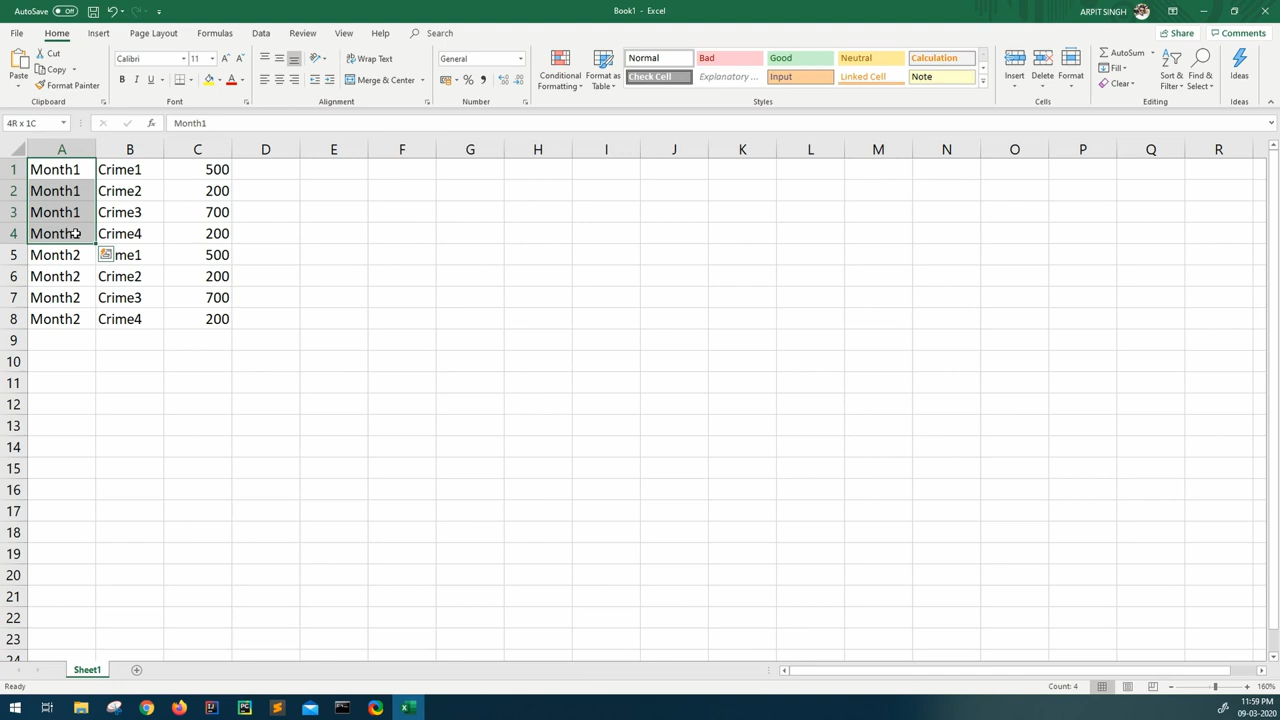 AutoSave Off Book1 - Excel ARPIT SINGH
File Home Insert Page Layout Formulas Data Review View Help Search Share Comments
Paste Cut Copy Format Painter Clipboard
Calibri 11 B I U A Font
Wrap Text Merge & Center Alignment
General % Number
Conditional Formatting Format as Table
Normal Bad Good Neutral Calculation
Check Cell Explanatory ... Input Linked Cell Note
Styles
Insert Delete Format Cells
AutoSum Fill Clear Sort & Filter Find & Select Editing
Ideas Ideas
4R x 1C fx Month1
A B C D E F G H I J K L M N O P Q R
1 Month1 Crime1 500
2 Month1 Crime2 200
3 Month1 Crime3 700
4 Month Crime4 200
5 Month2 me1 500
6 Month2 Crime2 200
7 Month2 Crime3 700
8 Month2 Crime4 200
9
10
11
12
13
14
15
16
17
18
19
20
21
22
23
24
Sheet1
Ready Count: 4 160%
11:59 PM
09-03-2020